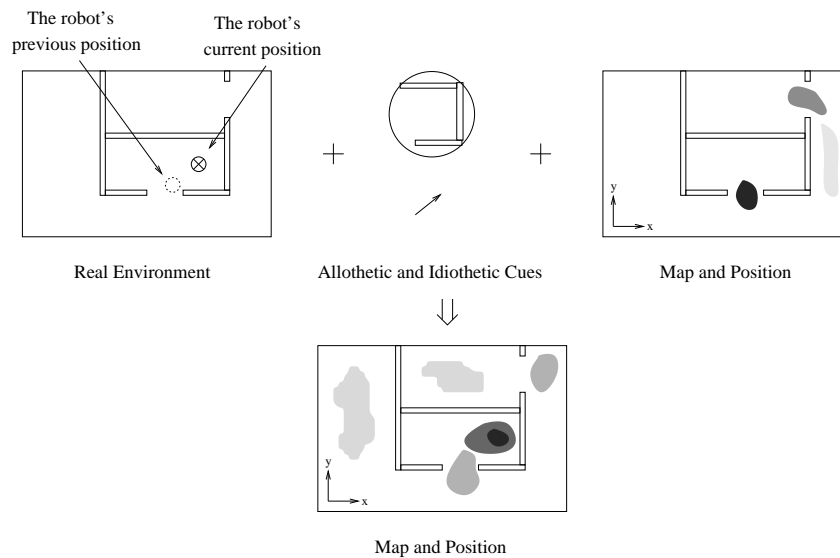 The robot's
previous position
The robot's
current position
+
+
y
x
Real Environment
Allothetic and Idiothetic Cues
Map and Position
y
x
Map and Position